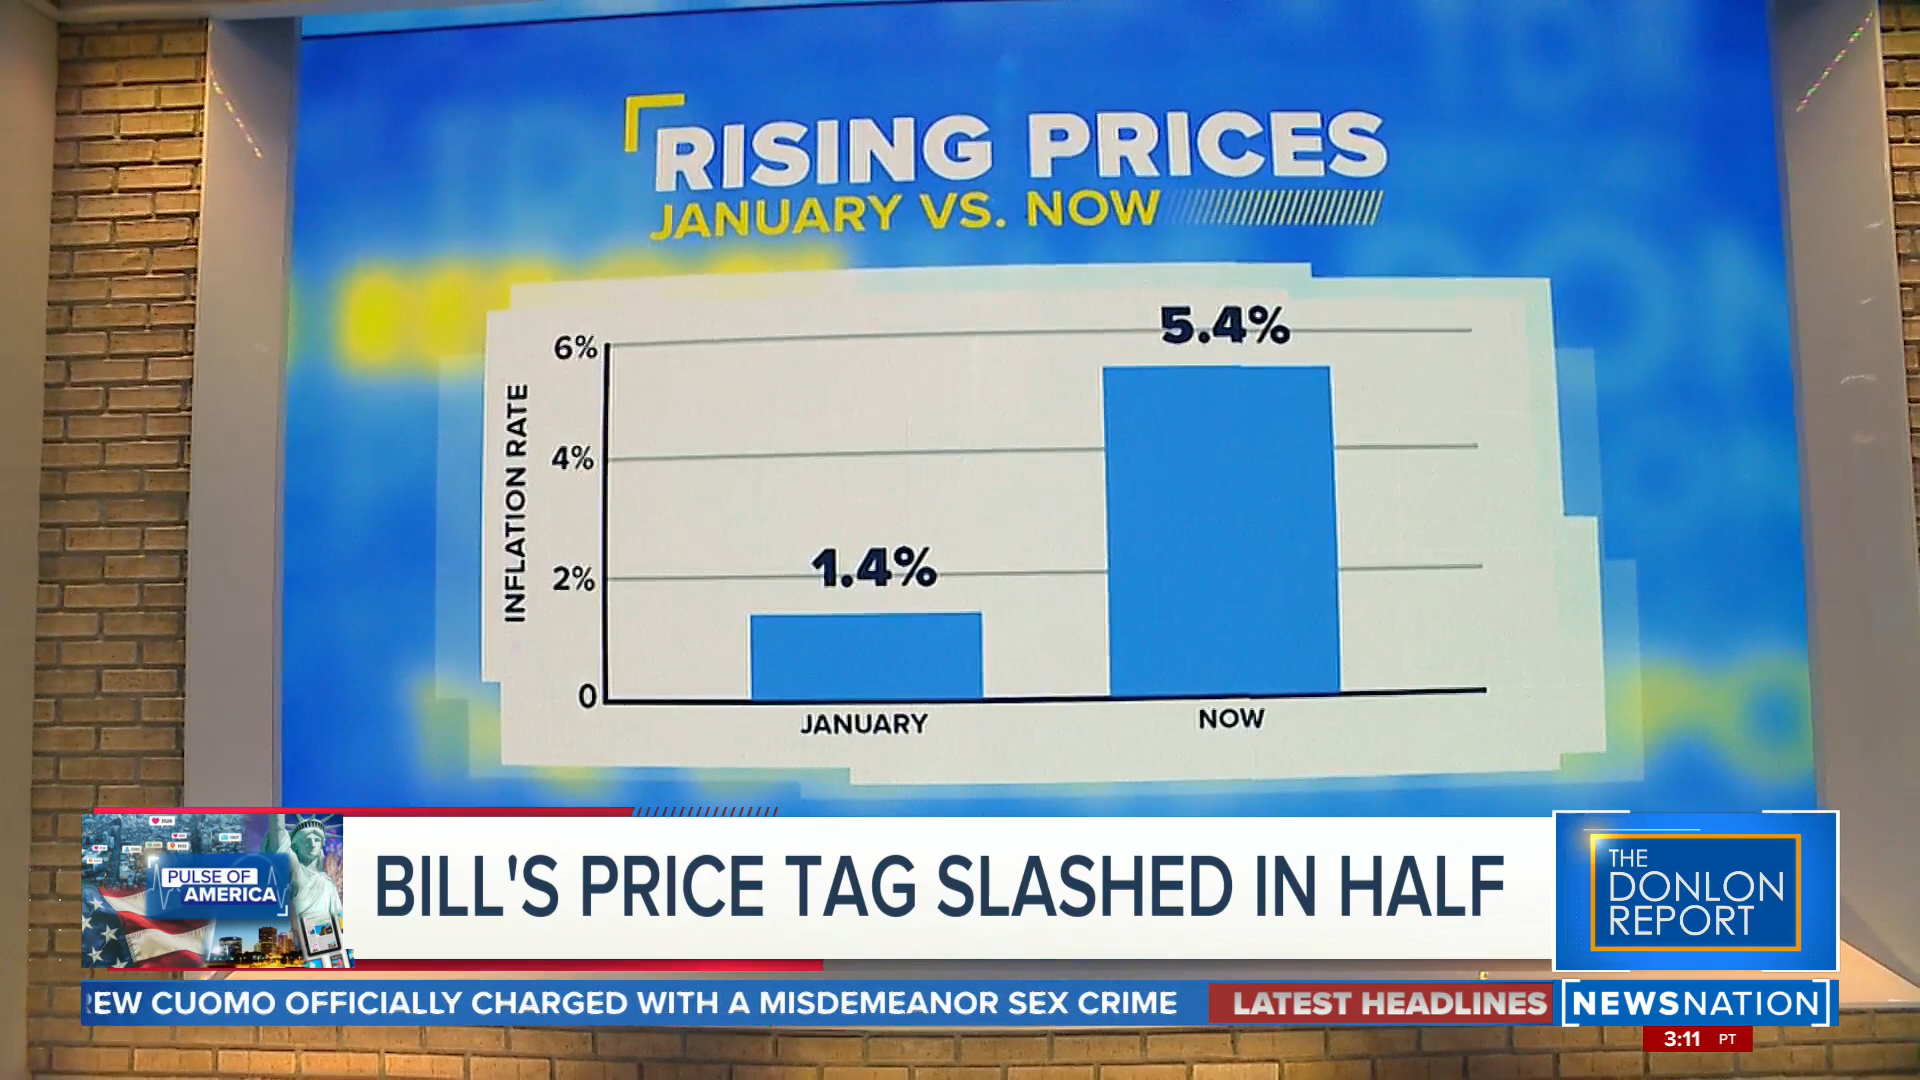 RISING PRICES
JANUARY VS. NOW
INFLATION RATE
6%
4%
2%
0
1.4%
5.4%
JANUARY
NOW
PULSE OF
AMERICA
BILL'S PRICE TAG SLASHED IN HALF
THE
DONLON
REPORT
EW CUOMO OFFICIALLY CHARGED WITH A MISDEMEANOR SEX CRIME
LATEST HEADLINES
NEWSNATION
3:11 PT